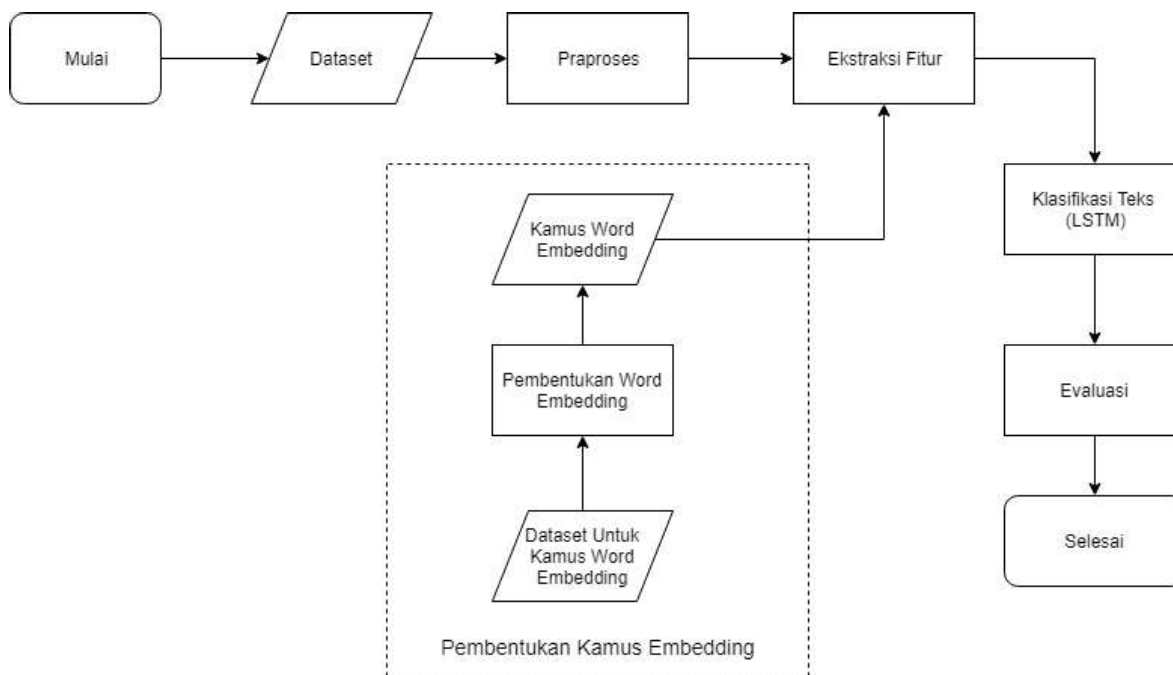 Mulai
Dataset
Praproses
Ekstraksi Fitur
Klasifikasi Teks
(LSTM)
Kamus Word
Embedding
Pembentukan Word
Embedding
Evaluasi
Dataset Untuk
Kamus Word
Embedding
Selesai
Pembentukan Kamus Embedding